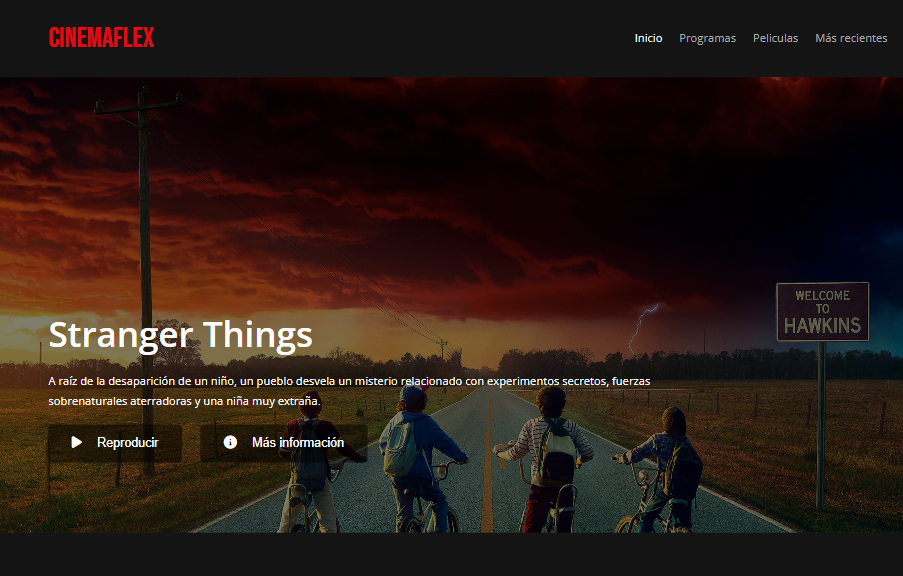 CINEMAFLEX
Inicio Programas Peliculas Más recientes
WELCOME
TO
HAWKINS
Stranger Things
A raíz de la desaparición de un niño, un pueblo desvela un misterio relacionado con experimentos secretos, fuerzas
sobrenaturales aterradoras y una niña muy extraña.
Reproducir Más información